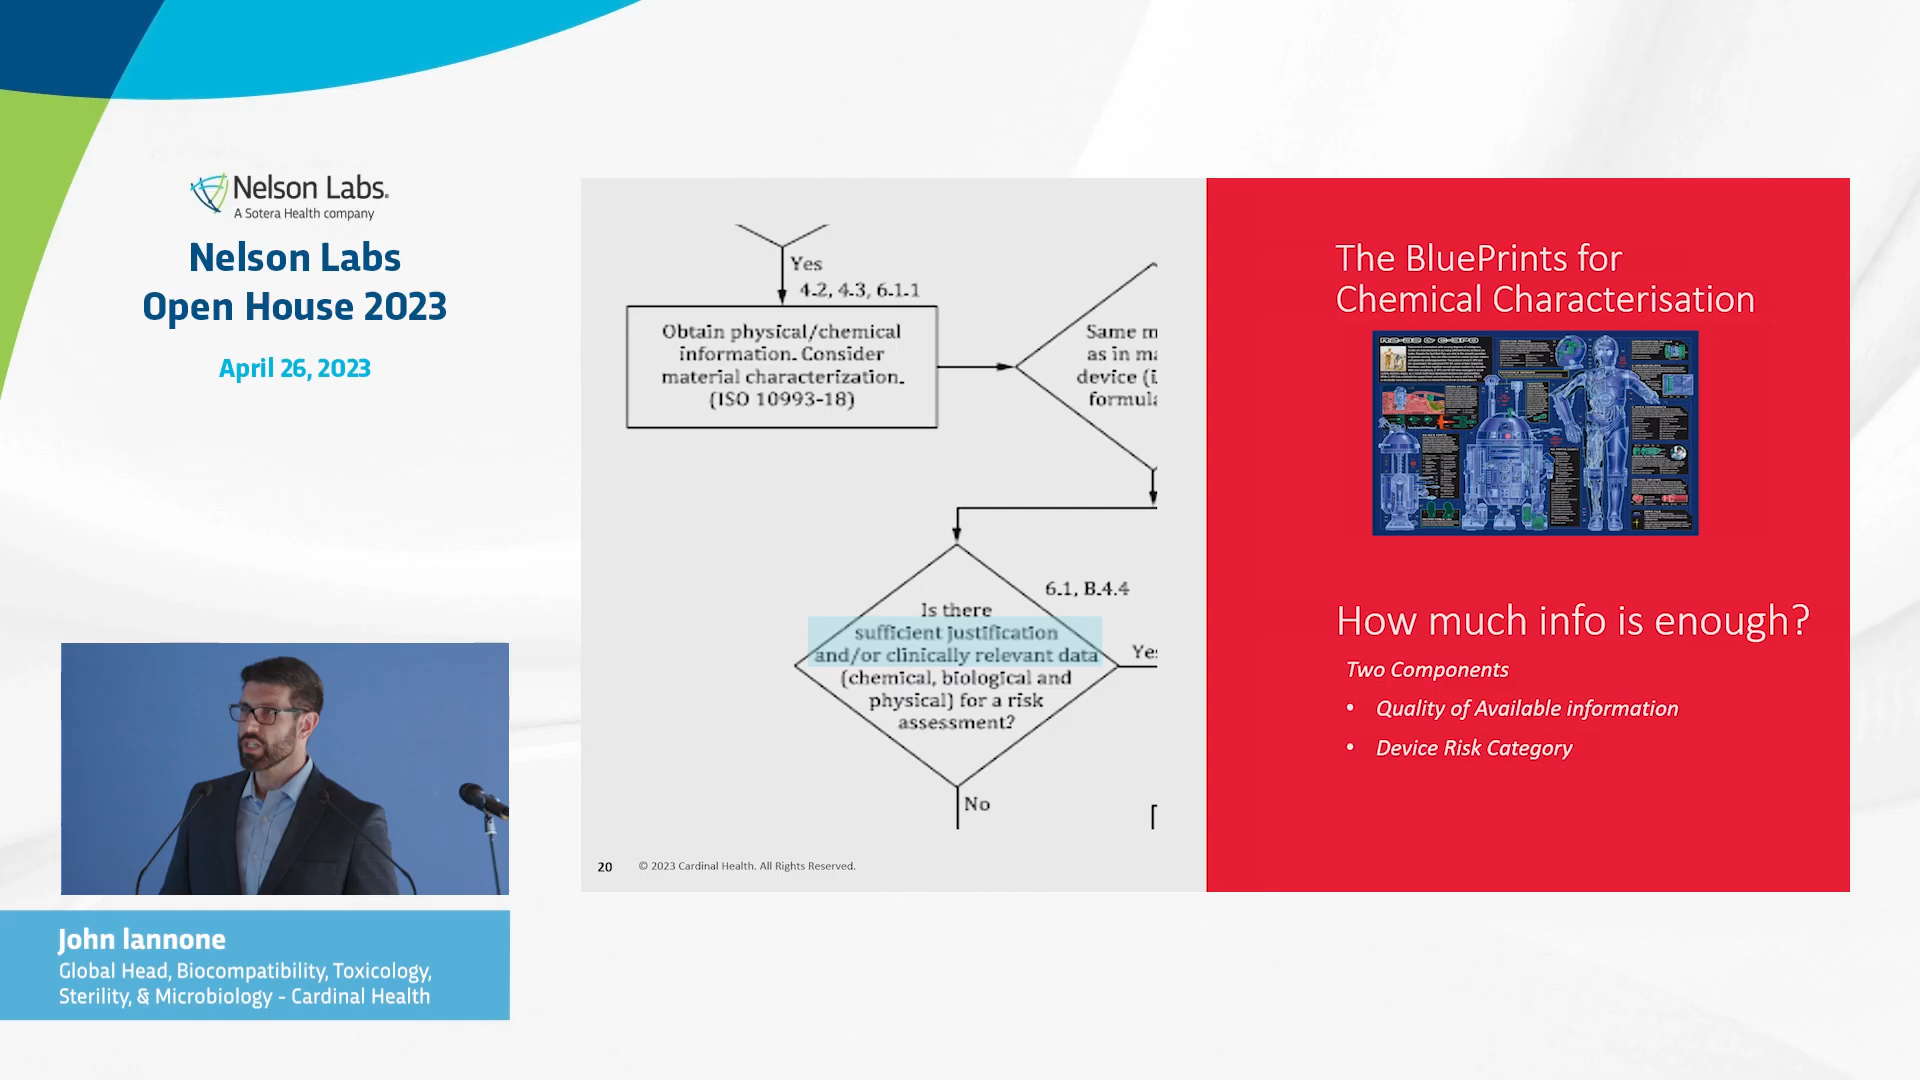 Nelson Labs.
A Sotera Health company
Nelson Labs
Open House 2023
April 26, 2023
John Iannone
Global Head, Biocompatibility, Toxicology,
Sterility, & Microbiology - Cardinal Health
Yes
4.2, 4.3, 6.1.1
Obtain physical/chemical
information. Consider
material characterization.
(ISO 10993-18)
Same m
as in ma
device (i.
formula
6.1, B.4.4
Is there
sufficient justification
and/or clinically relevant data
(chemical, biological and
physical) for a risk
assessment?
Yes
No
20 © 2023 Cardinal Health. All Rights Reserved.
The BluePrints for
Chemical Characterisation
R2-D2 & C-3PO
How much info is enough?
Two Components
• Quality of Available information
• Device Risk Category